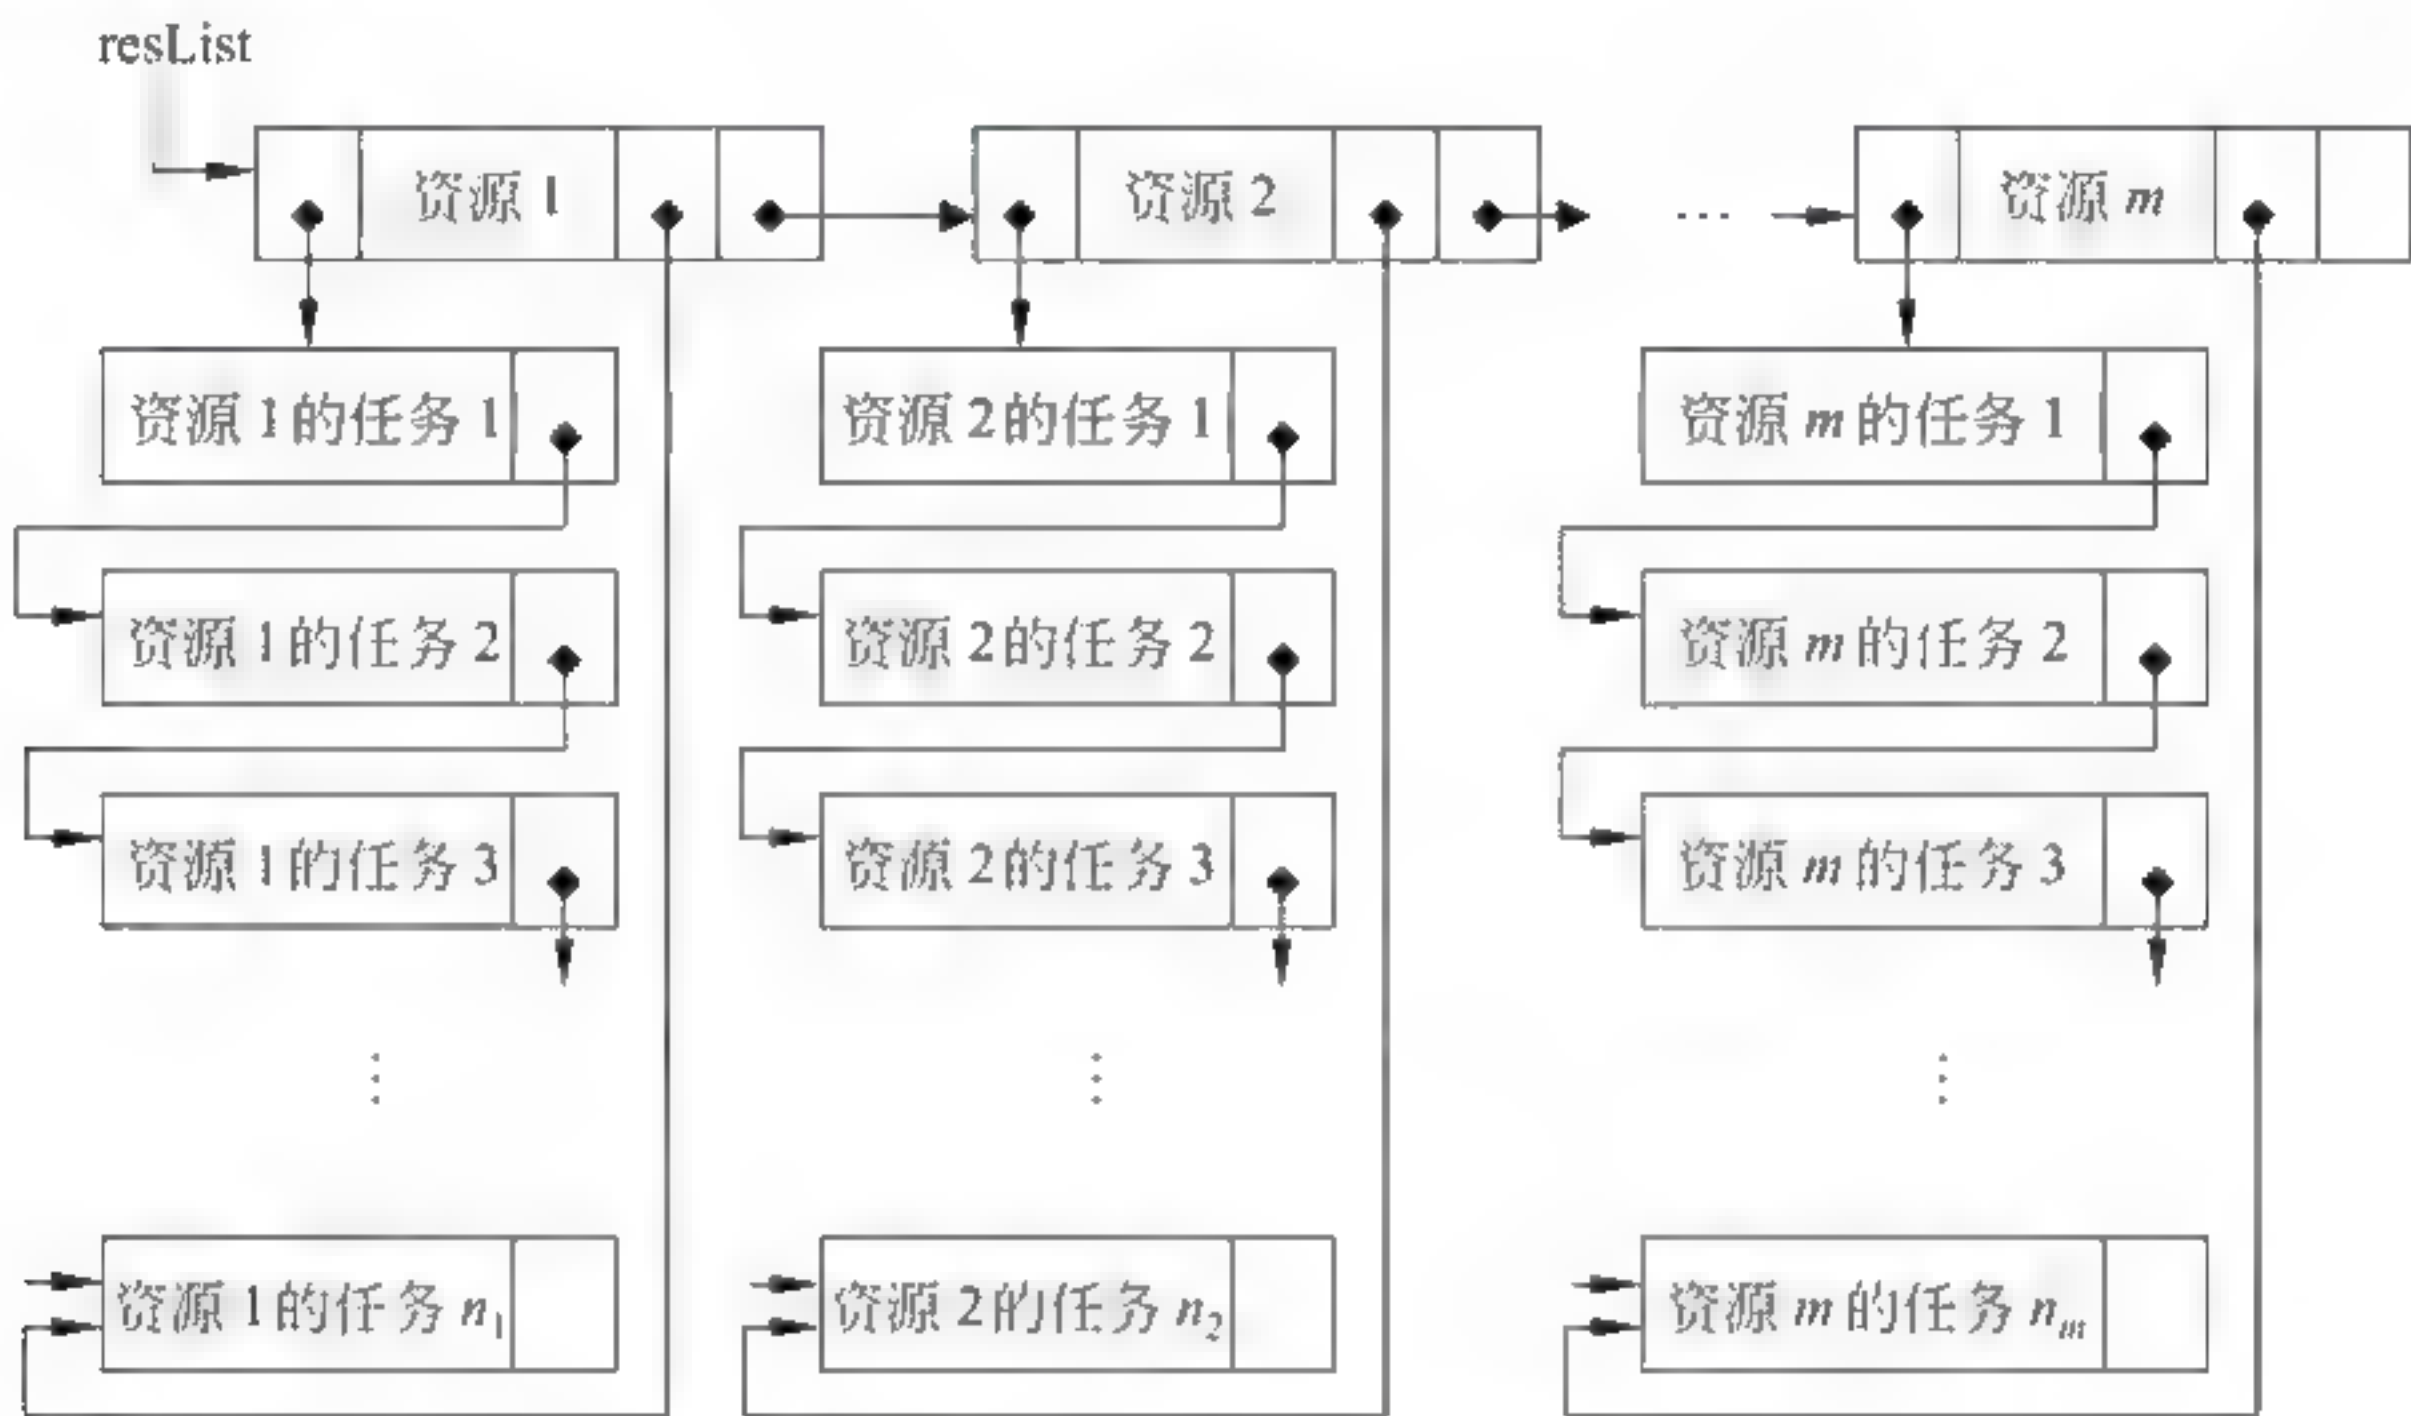 resList
资源 1 资源 2 … 资源 m
资源 1 的任务 1 资源 2 的任务 1 资源 m 的任务 1
资源 1 的任务 2 资源 2 的任务 2 资源 m 的任务 2
资源 1 的任务 3 资源 2 的任务 3 资源 m 的任务 3
⋮ ⋮ ⋮
资源 1 的任务 n₁ 资源 2 的任务 n₂ 资源 m 的任务 nₘ